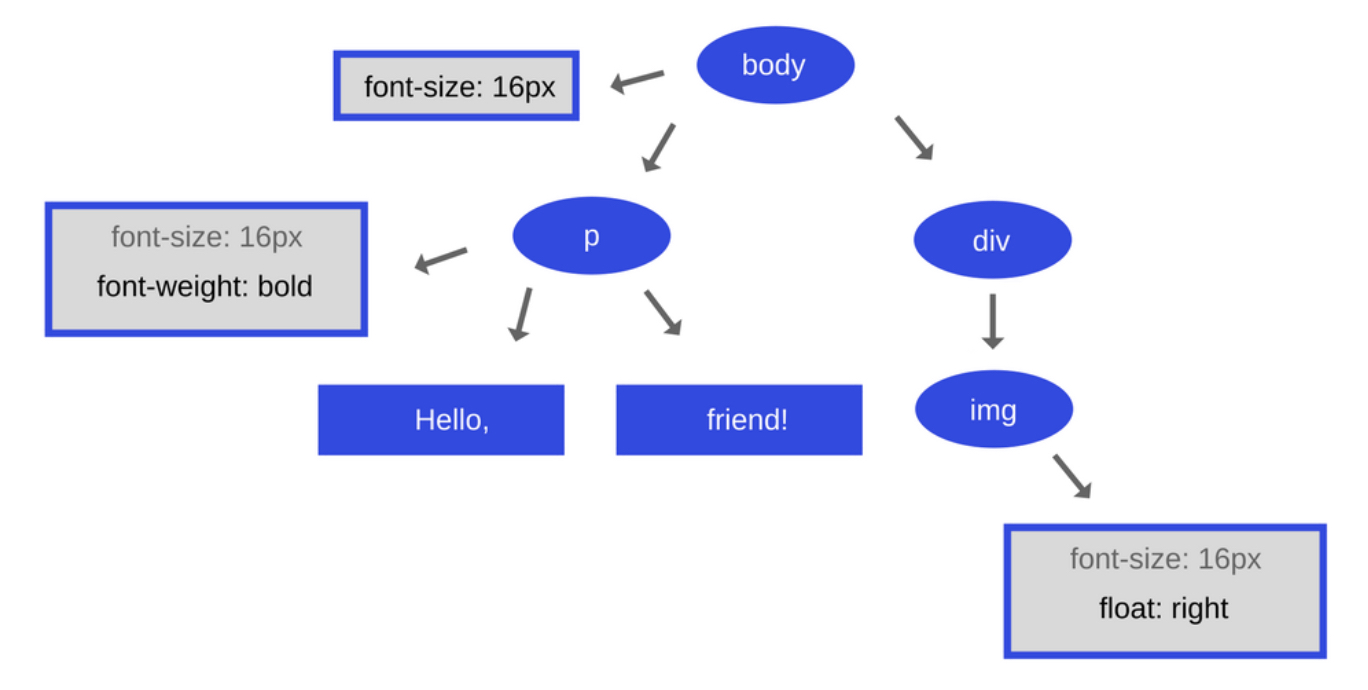 body
font-size: 16px
p
div
font-size: 16px
font-weight: bold
Hello,
friend!
img
font-size: 16px
float: right